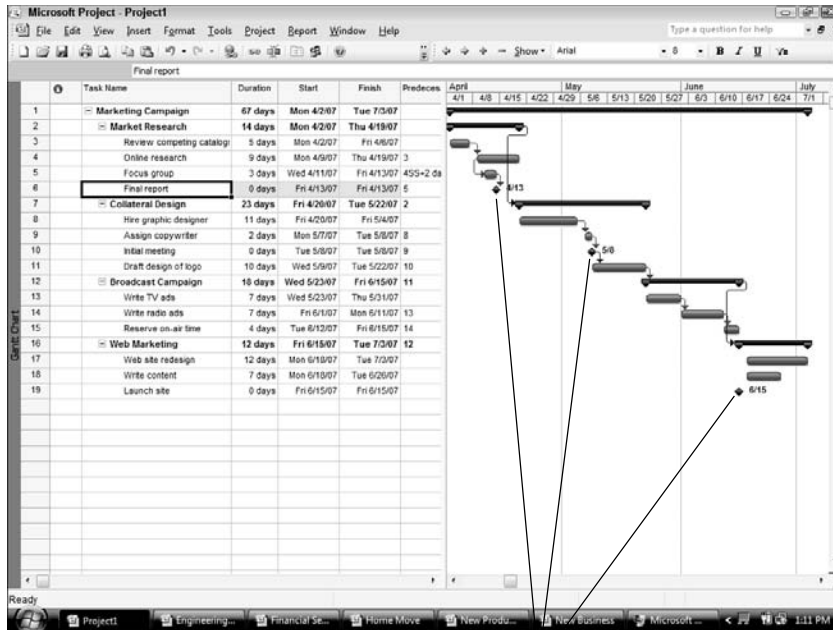 Microsoft Project - Project1
File Edit View Insert Format Tools Project Report Window Help Type a question for help
Show Arial 8 B I U
Final report
Task Name Duration Start Finish Predeces April May June July
4/1 4/8 4/15 4/22 4/29 5/6 5/13 5/20 5/27 6/3 6/10 6/17 6/24 7/1
1 Marketing Campaign 67 days Mon 4/2/07 Tue 7/3/07
2 Market Research 14 days Mon 4/2/07 Thu 4/19/07
3 Review competing catalog 5 days Mon 4/2/07 Fri 4/6/07
4 Online research 9 days Mon 4/9/07 Thu 4/19/07 3
5 Focus group 3 days Wed 4/11/07 Fri 4/13/07 4SS+2 da
6 Final report 0 days Fri 4/13/07 Fri 4/13/07 5 4/13
7 Collateral Design 23 days Fri 4/20/07 Tue 5/22/07 2
8 Hire graphic designer 11 days Fri 4/20/07 Fri 5/4/07
9 Assign copywriter 2 days Mon 5/7/07 Tue 5/8/07 8
10 Initial meeting 0 days Tue 5/8/07 Tue 5/8/07 9 5/8
11 Draft design of logo 10 days Wed 5/9/07 Tue 5/22/07 10
12 Broadcast Campaign 18 days Wed 5/23/07 Fri 6/15/07 11
13 Write TV ads 7 days Wed 5/23/07 Thu 5/31/07
14 Write radio ads 7 days Fri 6/1/07 Mon 6/11/07 13
15 Reserve on-air time 4 days Tue 6/12/07 Fri 6/15/07 14
16 Web Marketing 12 days Fri 6/15/07 Tue 7/3/07 12
17 Web site redesign 12 days Mon 6/18/07 Tue 7/3/07
18 Write content 7 days Mon 6/18/07 Tue 6/26/07
19 Launch site 0 days Fri 6/15/07 Fri 6/15/07 6/15
Gantt Chart
Ready
Project1 Engineering... Financial Se... Home Move New Produ... New Business Microsoft ... 1:11 PM